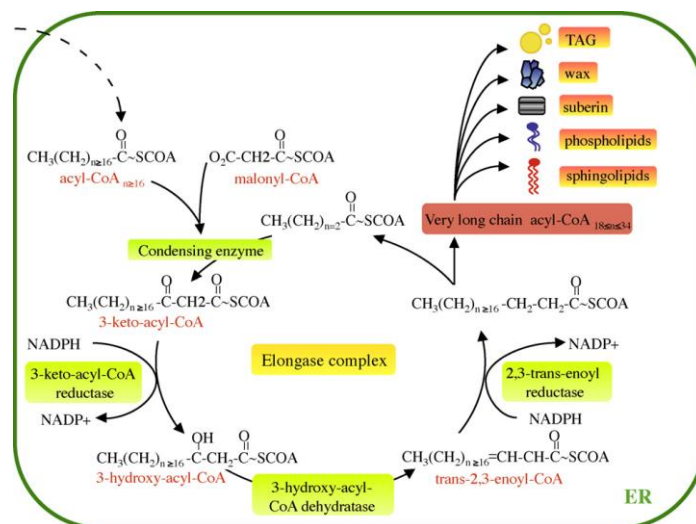 TAG
wax
suberin
phospholipids
sphingolipids
O
CH₃(CH₂)ₙ≥₁₆-C~SCOA
acyl-CoA n≥16
O
O₂C-CH2-C~SCOA
malonyl-CoA
O
CH₃(CH₂)ₙ₌₂-C~SCOA
Very long chain acyl-CoA 18≤n≤34
Condensing enzyme
O O
CH₃(CH₂)ₙ≥₁₆-C-CH2-C~SCOA
3-keto-acyl-CoA
O
CH₃(CH₂)ₙ≥₁₆-CH₂-CH₂-C~SCOA
NADPH
3-keto-acyl-CoA
reductase
NADP+
Elongase complex
NADP+
2,3-trans-enoyl
reductase
NADPH
OH O
CH₃(CH₂)ₙ≥₁₆-C-CH₂-C~SCOA
3-hydroxy-acyl-CoA
3-hydroxy-acyl-
CoA dehydratase
O
CH₃(CH₂)ₙ≥₁₆=CH-CH-C~SCOA
trans-2,3-enoyl-CoA
ER